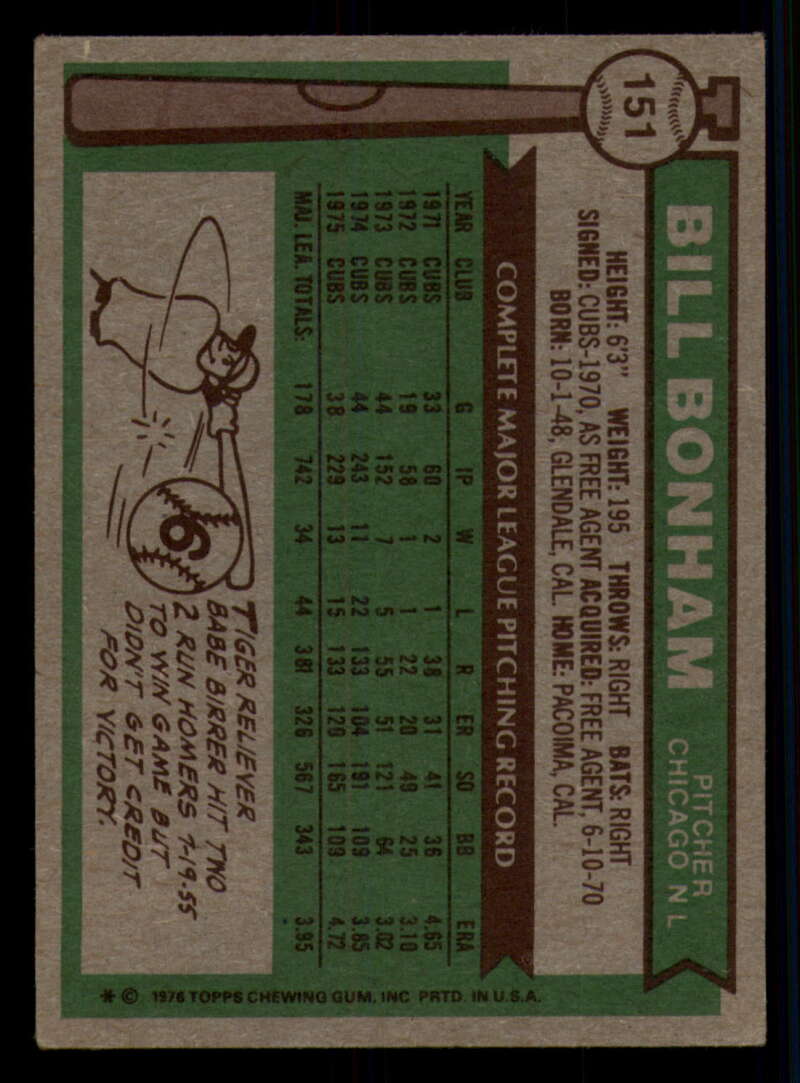 151
BILL BONHAM
PITCHER
CHICAGO N L
HEIGHT: 6'3" WEIGHT: 195 THROWS: RIGHT BATS: RIGHT
SIGNED: CUBS-1970, AS FREE AGENT ACQUIRED: FREE AGENT, 6-10-70
BORN: 10-1-48, GLENDALE, CAL. HOME: PACOIMA, CAL.
COMPLETE MAJOR LEAGUE PITCHING RECORD
YEAR CLUB G IP W L R ER SO BB ERA
1971 CUBS 33 60 2 1 38 31 41 36 4.65
1972 CUBS 19 58 1 1 22 20 49 25 3.10
1973 CUBS 44 152 7 5 55 51 121 64 3.02
1974 CUBS 44 243 11 22 133 104 191 109 3.85
1975 CUBS 38 229 13 15 133 120 165 109 4.72
MAJ. LEA. TOTALS: 178 742 34 44 381 326 567 343 3.95
6
TIGER RELIEVER
BABE BIRRER HIT TWO
2 RUN HOMERS 7-19-55
TO WIN GAME BUT
DIDN'T GET CREDIT
FOR VICTORY.
* © 1976 TOPPS CHEWING GUM, INC PRTD. IN U.S.A.